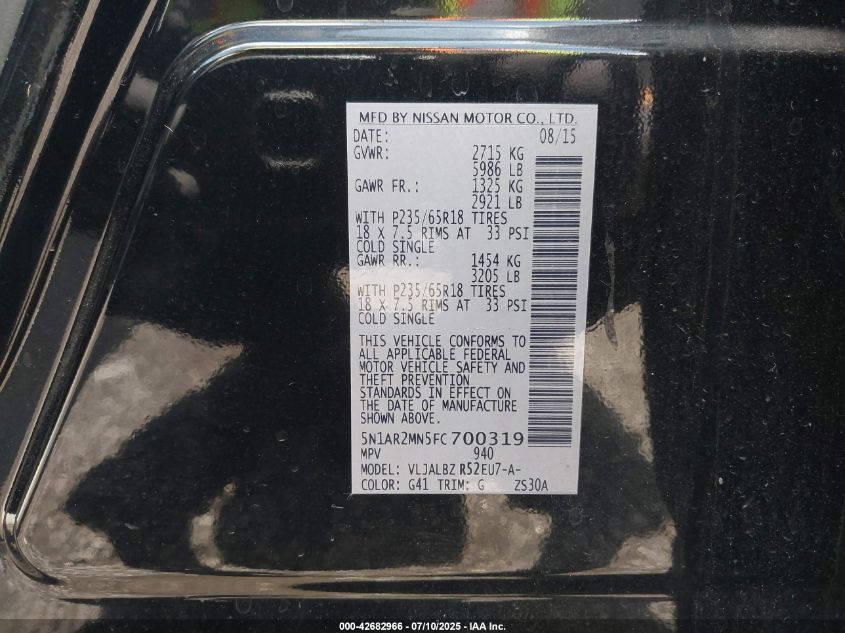 MFD BY NISSAN MOTOR CO., LTD.
DATE: 08/15
GVWR: 2715 KG
5986 LB
GAWR FR.: 1325 KG
2921 LB
WITH P235/65R18 TIRES
18 X 7.5 RIMS AT 33 PSI
COLD SINGLE
GAWR RR.: 1454 KG
3205 LB
WITH P235/65R18 TIRES
18 X 7.5 RIMS AT 33 PSI
COLD SINGLE
THIS VEHICLE CONFORMS TO
ALL APPLICABLE FEDERAL
MOTOR VEHICLE SAFETY AND
THEFT PREVENTION
STANDARDS IN EFFECT ON
THE DATE OF MANUFACTURE
SHOWN ABOVE.
5N1AR2MN5FC700319
MPV 940
MODEL: VLJALBZ R52EU7-A-
COLOR: G41 TRIM: G ZS30A
000-42682966 - 07/10/2025 - IAA Inc.